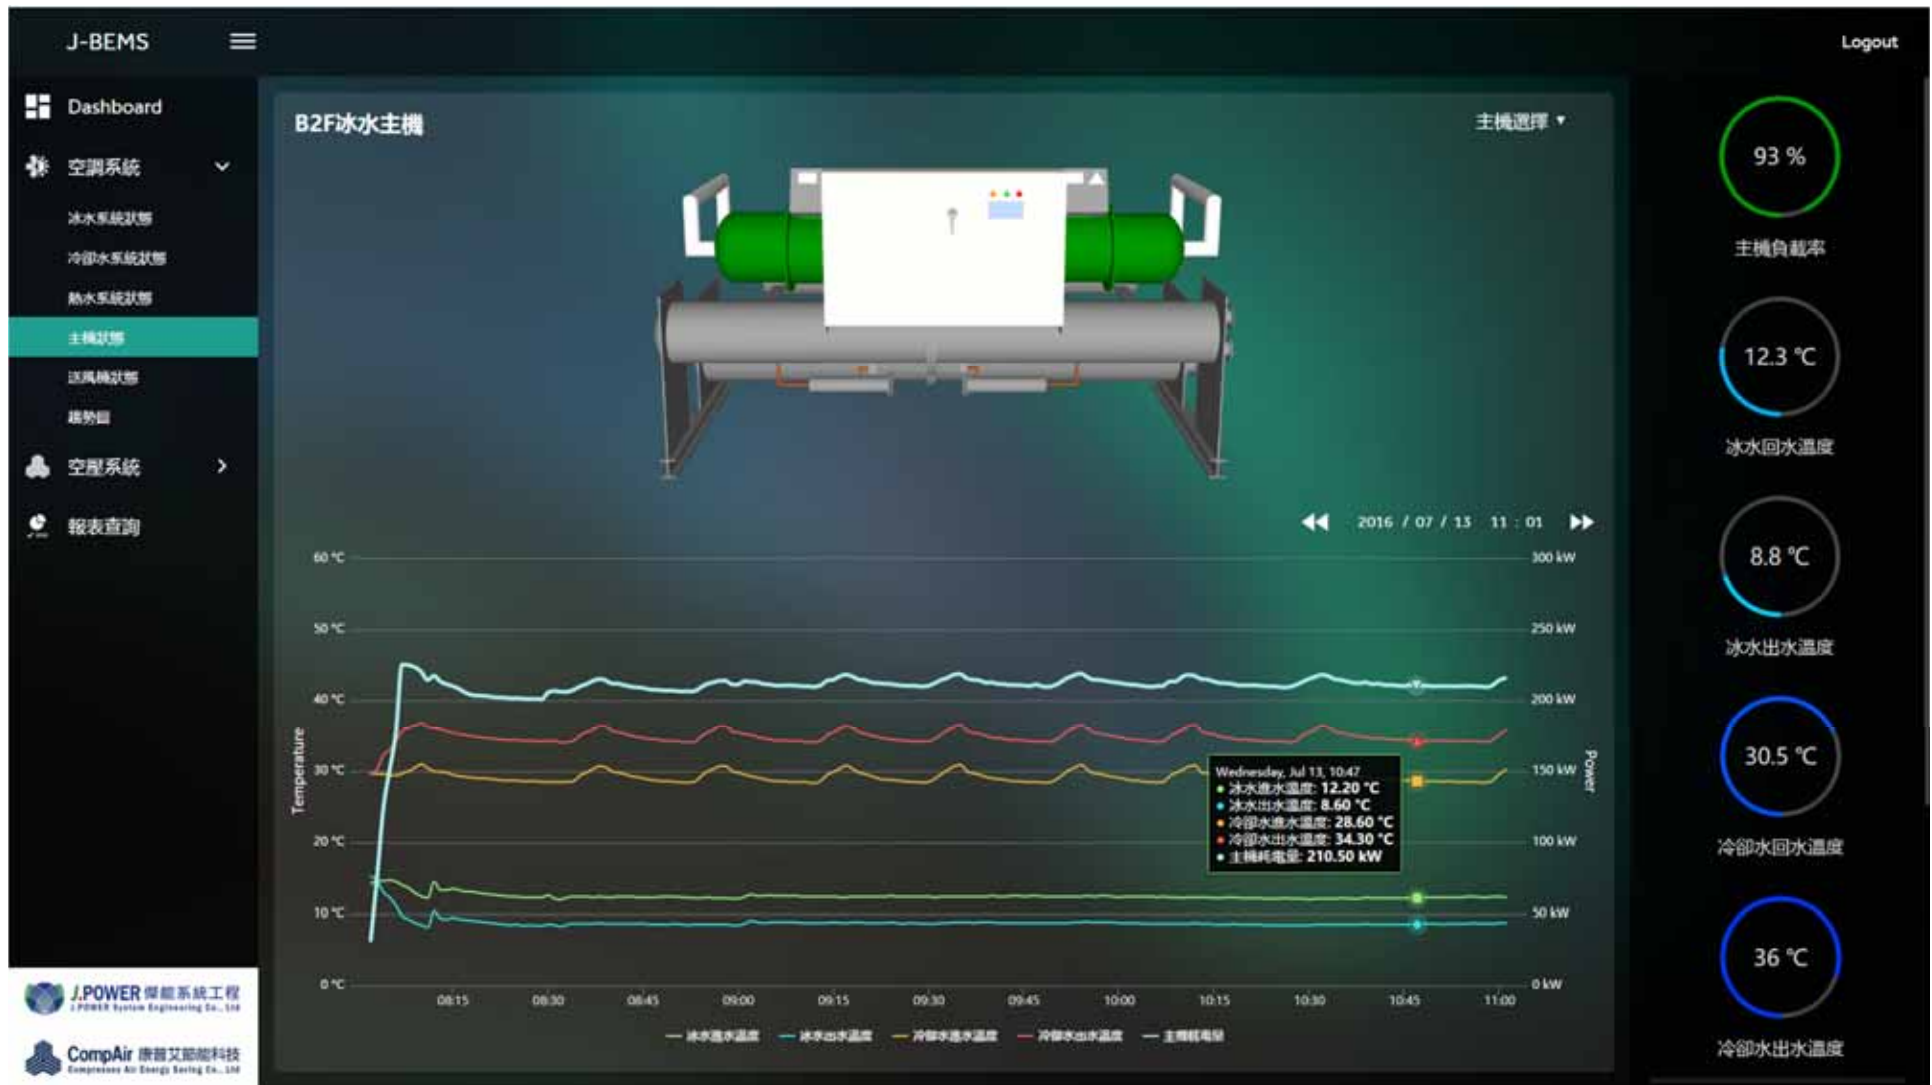 J-BEMS
Logout
Dashboard
空調系統
冰水系統狀態
冷卻水系統狀態
熱水系統狀態
主機狀態
送風機狀態
趨勢圖
空壓系統
報表查詢
J.POWER 傑能系統工程
J.POWER System Engineering Co., Ltd
CompAir 康普艾節能科技
Compressor Air Energy Saving Co., Ltd
B2F冰水主機
主機選擇 ▼
2016 / 07 / 13 11 : 01
60 ℃
50 ℃
40 ℃
30 ℃
20 ℃
10 ℃
0 ℃
Temperature
300 kW
250 kW
200 kW
150 kW
100 kW
50 kW
0 kW
Power
Wednesday, Jul 13, 10:47
冰水進水溫度: 12.20 ℃
冰水出水溫度: 8.60 ℃
冷卻水進水溫度: 28.60 ℃
冷卻水出水溫度: 34.30 ℃
主機耗電量: 210.50 kW
08:15 08:30 08:45 09:00 09:15 09:30 09:45 10:00 10:15 10:30 10:45 11:00
冰水進水溫度 冰水出水溫度 冷卻水進水溫度 冷卻水出水溫度 主機耗電量
93 %
主機負載率
12.3 ℃
冰水回水溫度
8.8 ℃
冰水出水溫度
30.5 ℃
冷卻水回水溫度
36 ℃
冷卻水出水溫度